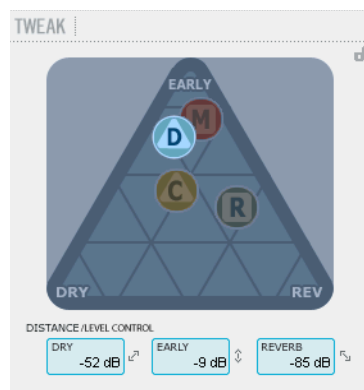 TWEAK
EARLY
M
D
C
R
DRY REV
DISTANCE/LEVEL CONTROL
DRY EARLY REVERB
-52 dB -9 dB -85 dB